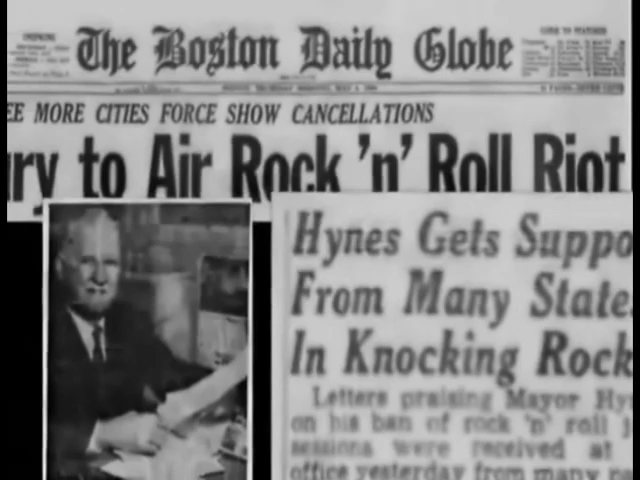 The Boston Daily Globe
EE MORE CITIES FORCE SHOW CANCELLATIONS
ry to Air Rock 'n' Roll Riot
Hynes Gets Suppo
From Many State
In Knocking Rock
Letters praising Mayor Hy
on his ban of rock 'n' roll j
sessions were received at
office yesterday from many pa